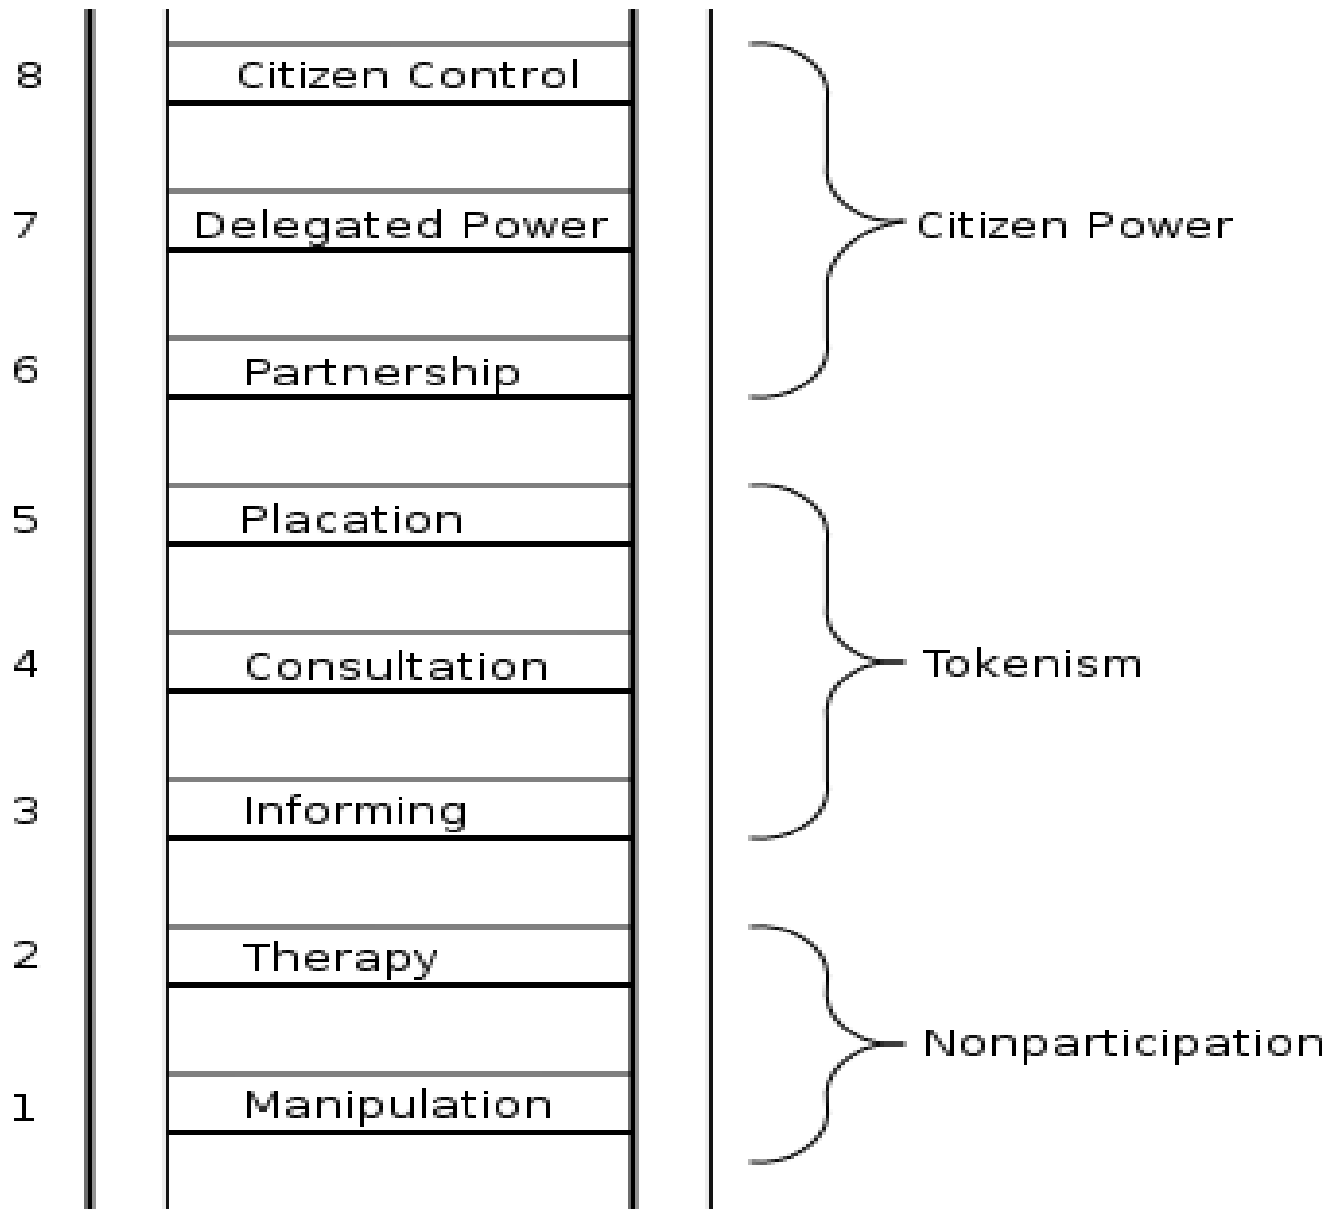 8 Citizen Control
7 Delegated Power Citizen Power
6 Partnership
5 Placation
4 Consultation Tokenism
3 Informing
2 Therapy
Nonparticipation
1 Manipulation